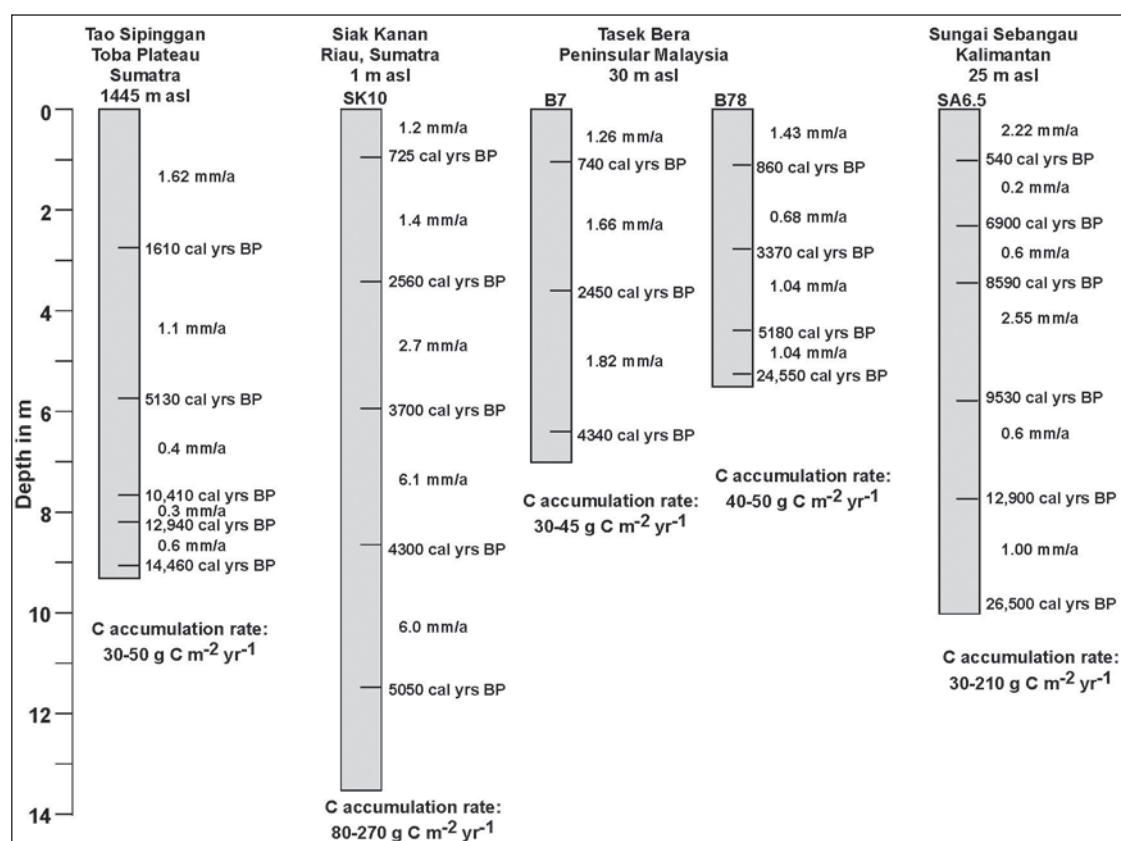 Tao Sipinggan
Toba Plateau
Sumatra
1445 m asl
Siak Kanan
Riau, Sumatra
1 m asl
SK10
Tasek Bera
Peninsular Malaysia
30 m asl
B7
B78
Sungai Sebangau
Kalimantan
25 m asl
SA6.5
Depth in m
0
2
4
6
8
10
12
14
1.62 mm/a
1610 cal yrs BP
1.1 mm/a
5130 cal yrs BP
0.4 mm/a
10,410 cal yrs BP
0.3 mm/a
12,940 cal yrs BP
0.6 mm/a
14,460 cal yrs BP
C accumulation rate:
30-50 g C m⁻² yr⁻¹
1.2 mm/a
725 cal yrs BP
1.4 mm/a
2560 cal yrs BP
2.7 mm/a
3700 cal yrs BP
6.1 mm/a
4300 cal yrs BP
6.0 mm/a
5050 cal yrs BP
C accumulation rate:
80-270 g C m⁻² yr⁻¹
1.26 mm/a
740 cal yrs BP
1.66 mm/a
2450 cal yrs BP
1.82 mm/a
4340 cal yrs BP
C accumulation rate:
30-45 g C m⁻² yr⁻¹
1.43 mm/a
860 cal yrs BP
0.68 mm/a
3370 cal yrs BP
1.04 mm/a
5180 cal yrs BP
1.04 mm/a
24,550 cal yrs BP
C accumulation rate:
40-50 g C m⁻² yr⁻¹
2.22 mm/a
540 cal yrs BP
0.2 mm/a
6900 cal yrs BP
0.6 mm/a
8590 cal yrs BP
2.55 mm/a
9530 cal yrs BP
0.6 mm/a
12,900 cal yrs BP
1.00 mm/a
26,500 cal yrs BP
C accumulation rate:
30-210 g C m⁻² yr⁻¹